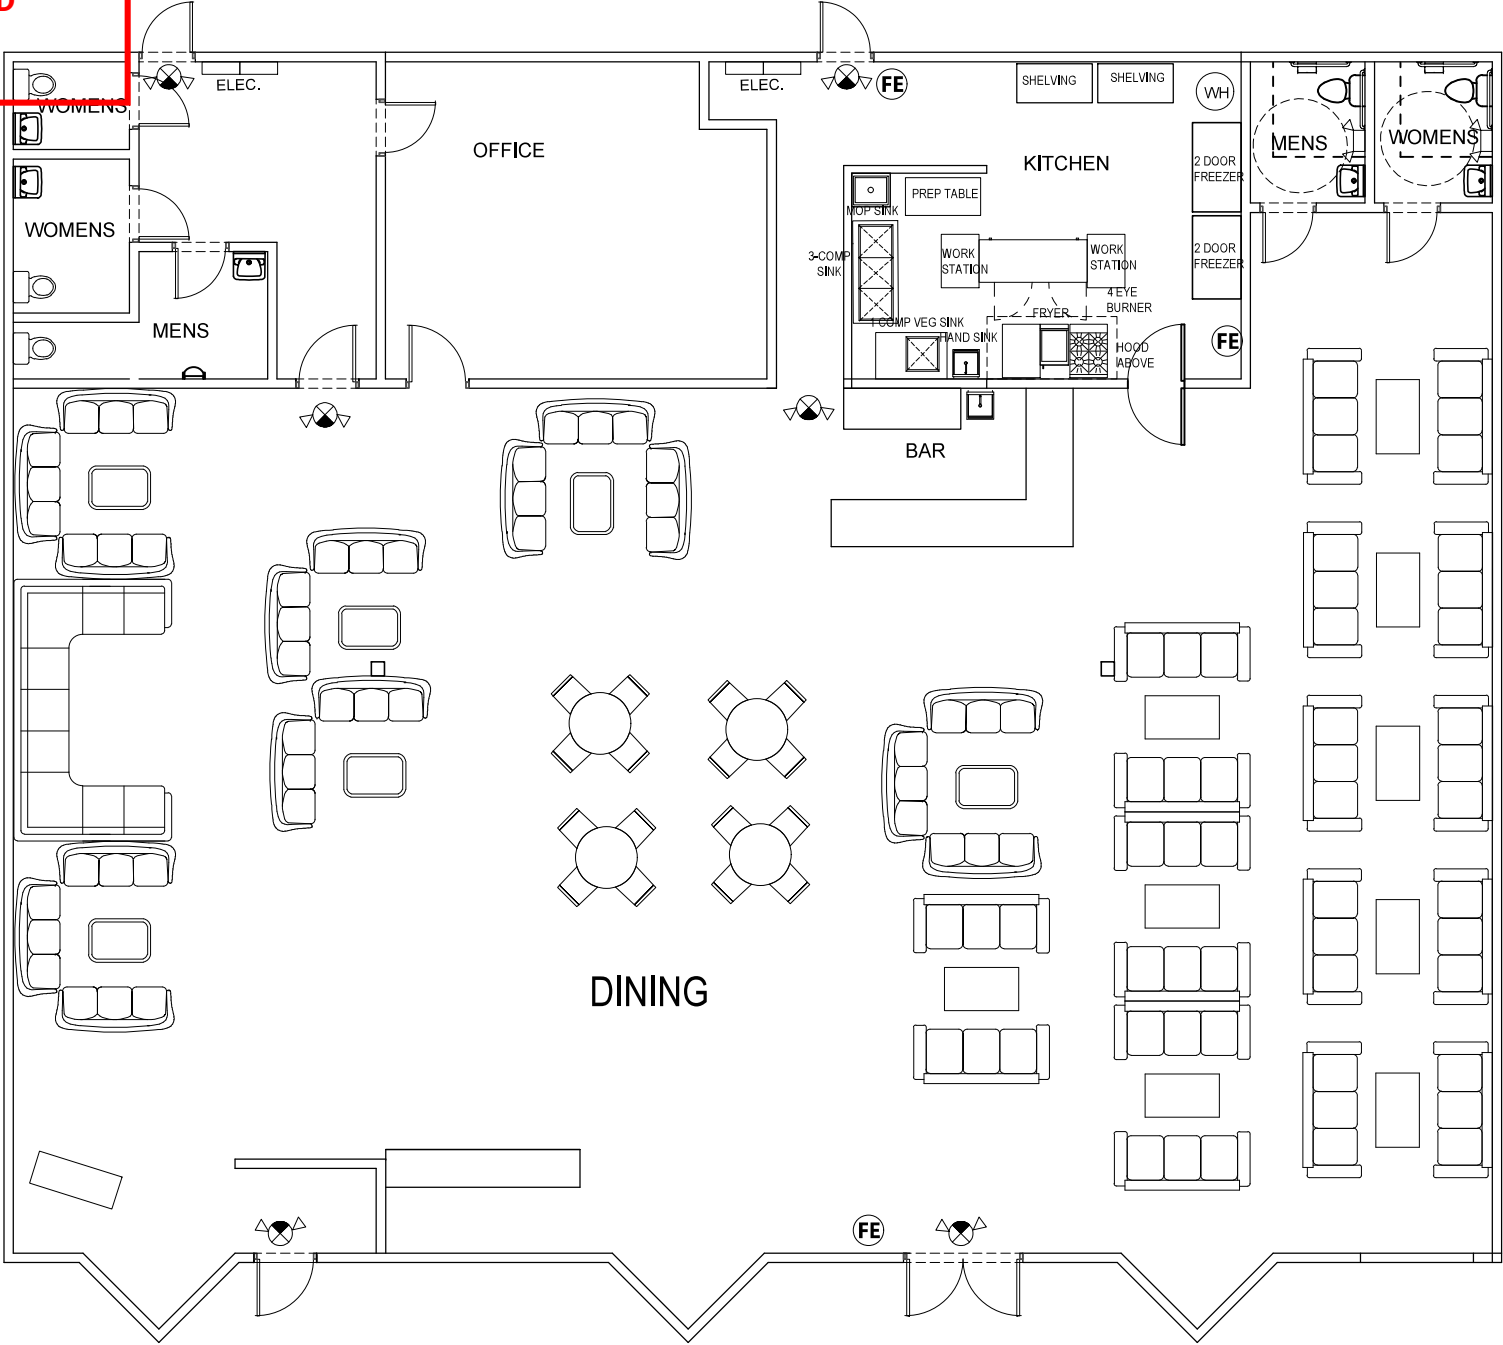 D
WOMENS
ELEC.
OFFICE
ELEC.
FE
SHELVING
SHELVING
WH
KITCHEN
MENS
WOMENS
2 DOOR
FREEZER
PREP TABLE
MOP SINK
WOMENS
3-COMP
SINK
WORK
STATION
WORK
STATION
2 DOOR
FREEZER
4 EYE
BURNER
FRYER
1 COMP VEG SINK
HAND SINK
HOOD
ABOVE
FE
MENS
BAR
DINING
FE